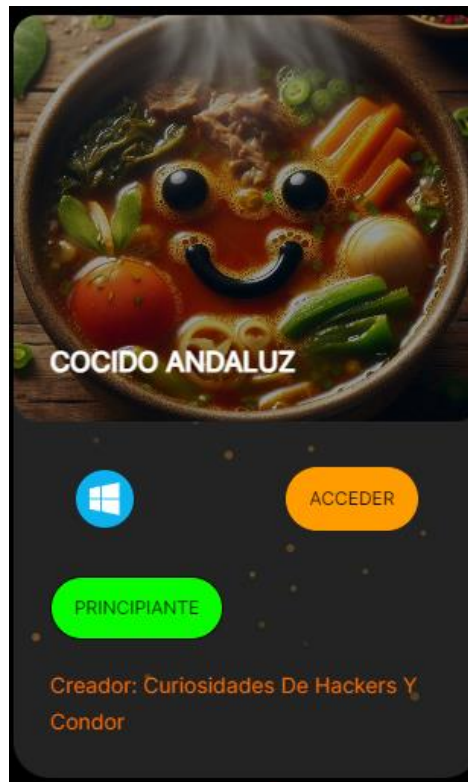 COCIDO ANDALUZ
ACCEDER
PRINCIPIANTE
Creador: Curiosidades De Hackers Y
Condor